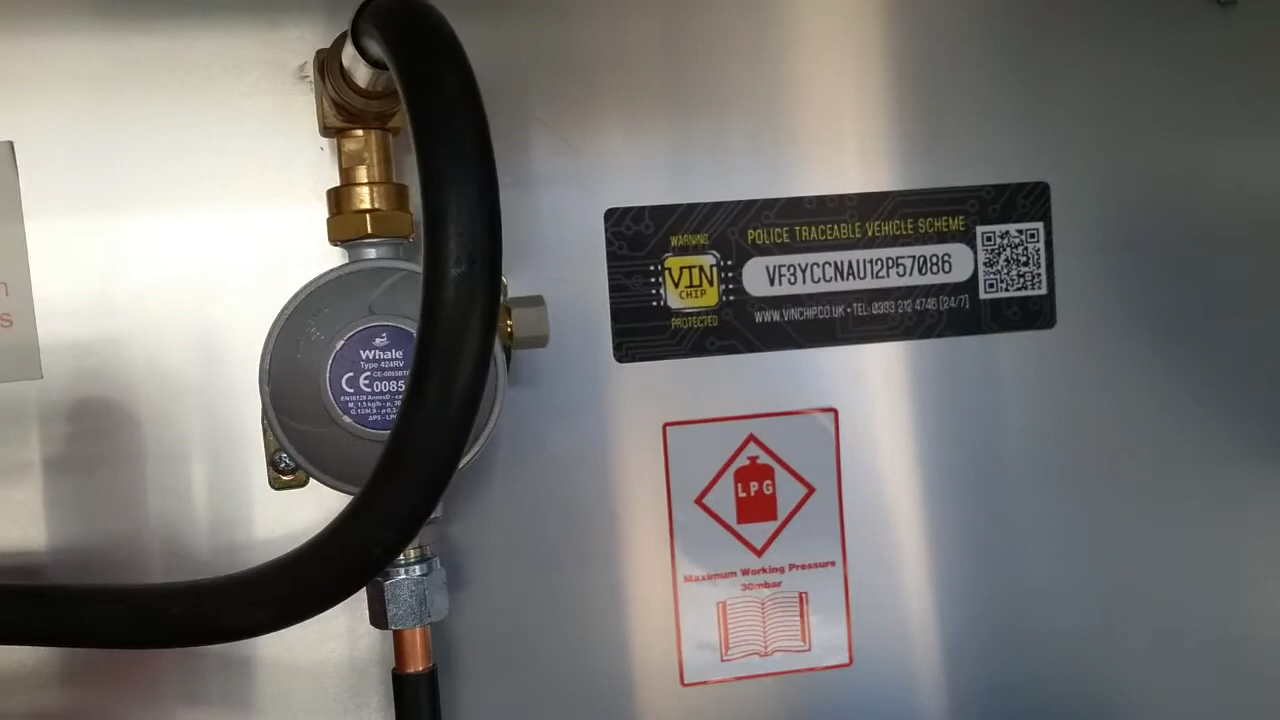 Whale
Type 424RV
CE 0085
WARNING
VIN
CHIP
PROTECTED
POLICE TRACEABLE VEHICLE SCHEME
VF3YCCNAU12P57086
WWW.VINCHIP.CO.UK • TEL: 0333 212 4746 [24/7]
LPG
Maximum Working Pressure
30mbar